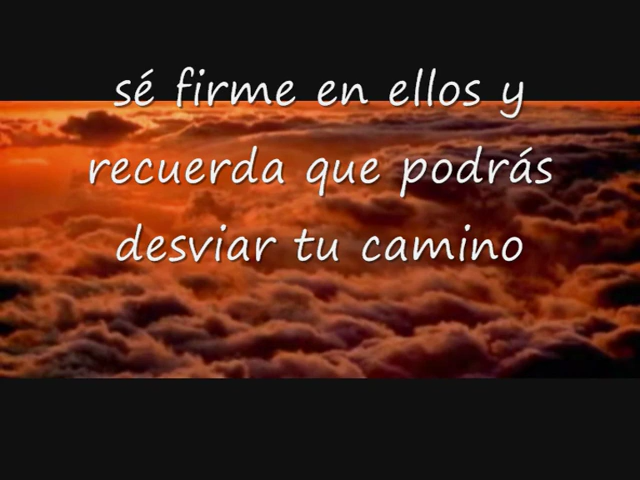 sé firme en ellos y
recuerda que podrás
desviar tu camino